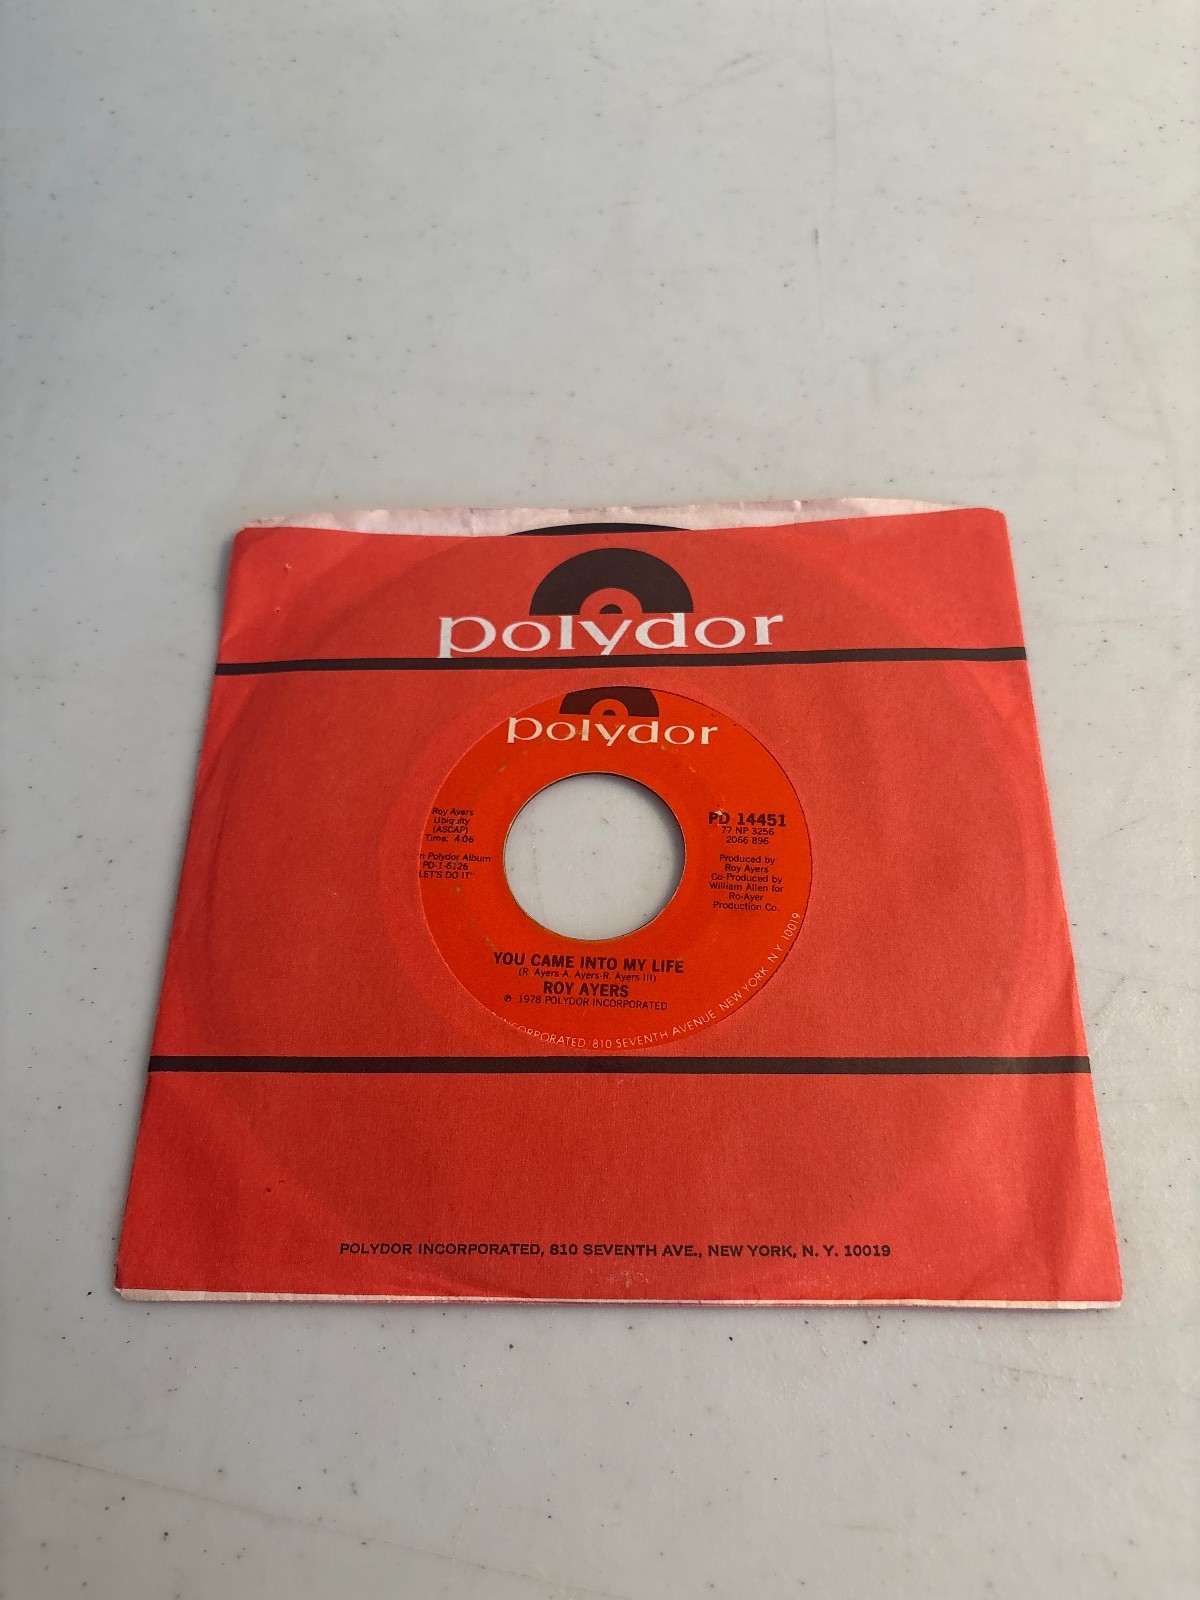 polydor
polydor
Roy Ayers
Ubiquity
(ASCAP)
Time: 4:06
Polydor Album
PD-1-6126
LET'S DO IT"
PD 14451
77 NP 3256
2066 896
Produced by
Roy Ayers
Co-Produced by
William Allen for
Ro-Ayer
Production Co.
YOU CAME INTO MY LIFE
(R. Ayers-A. Ayers-R. Ayers III)
ROY AYERS
℗ 1978 POLYDOR INCORPORATED
INCORPORATED/810 SEVENTH AVENUE NEW YORK, N.Y. 10019
POLYDOR INCORPORATED, 810 SEVENTH AVE., NEW YORK, N. Y. 10019